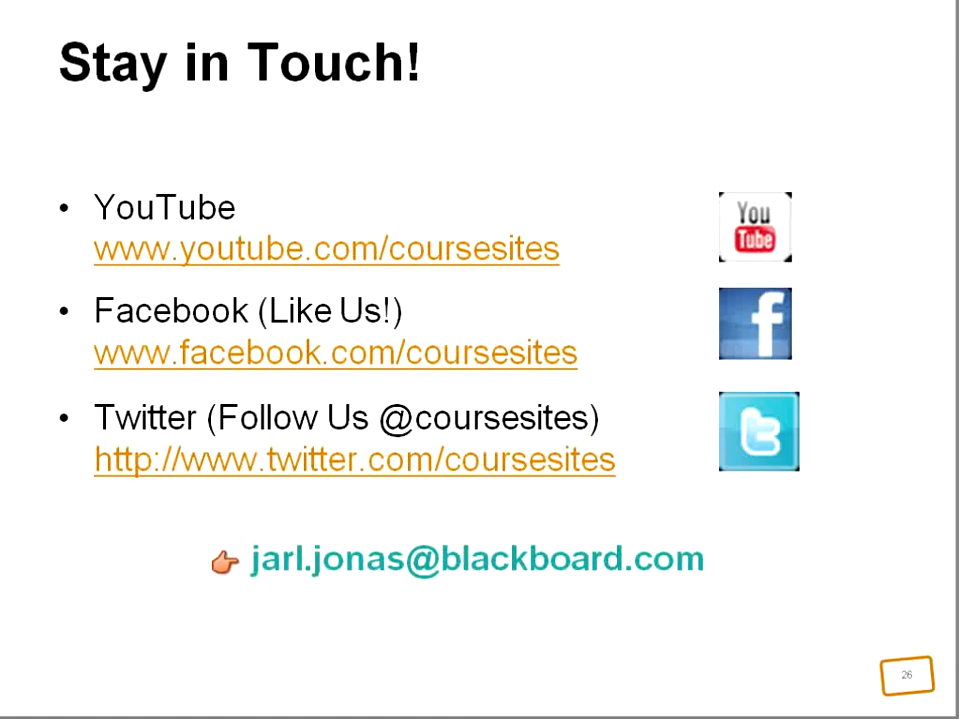 Stay in Touch!
• YouTube
www.youtube.com/coursesites
You
Tube
• Facebook (Like Us!)
www.facebook.com/coursesites
f
• Twitter (Follow Us @coursesites)
http://www.twitter.com/coursesites
t
jarl.jonas@blackboard.com
26